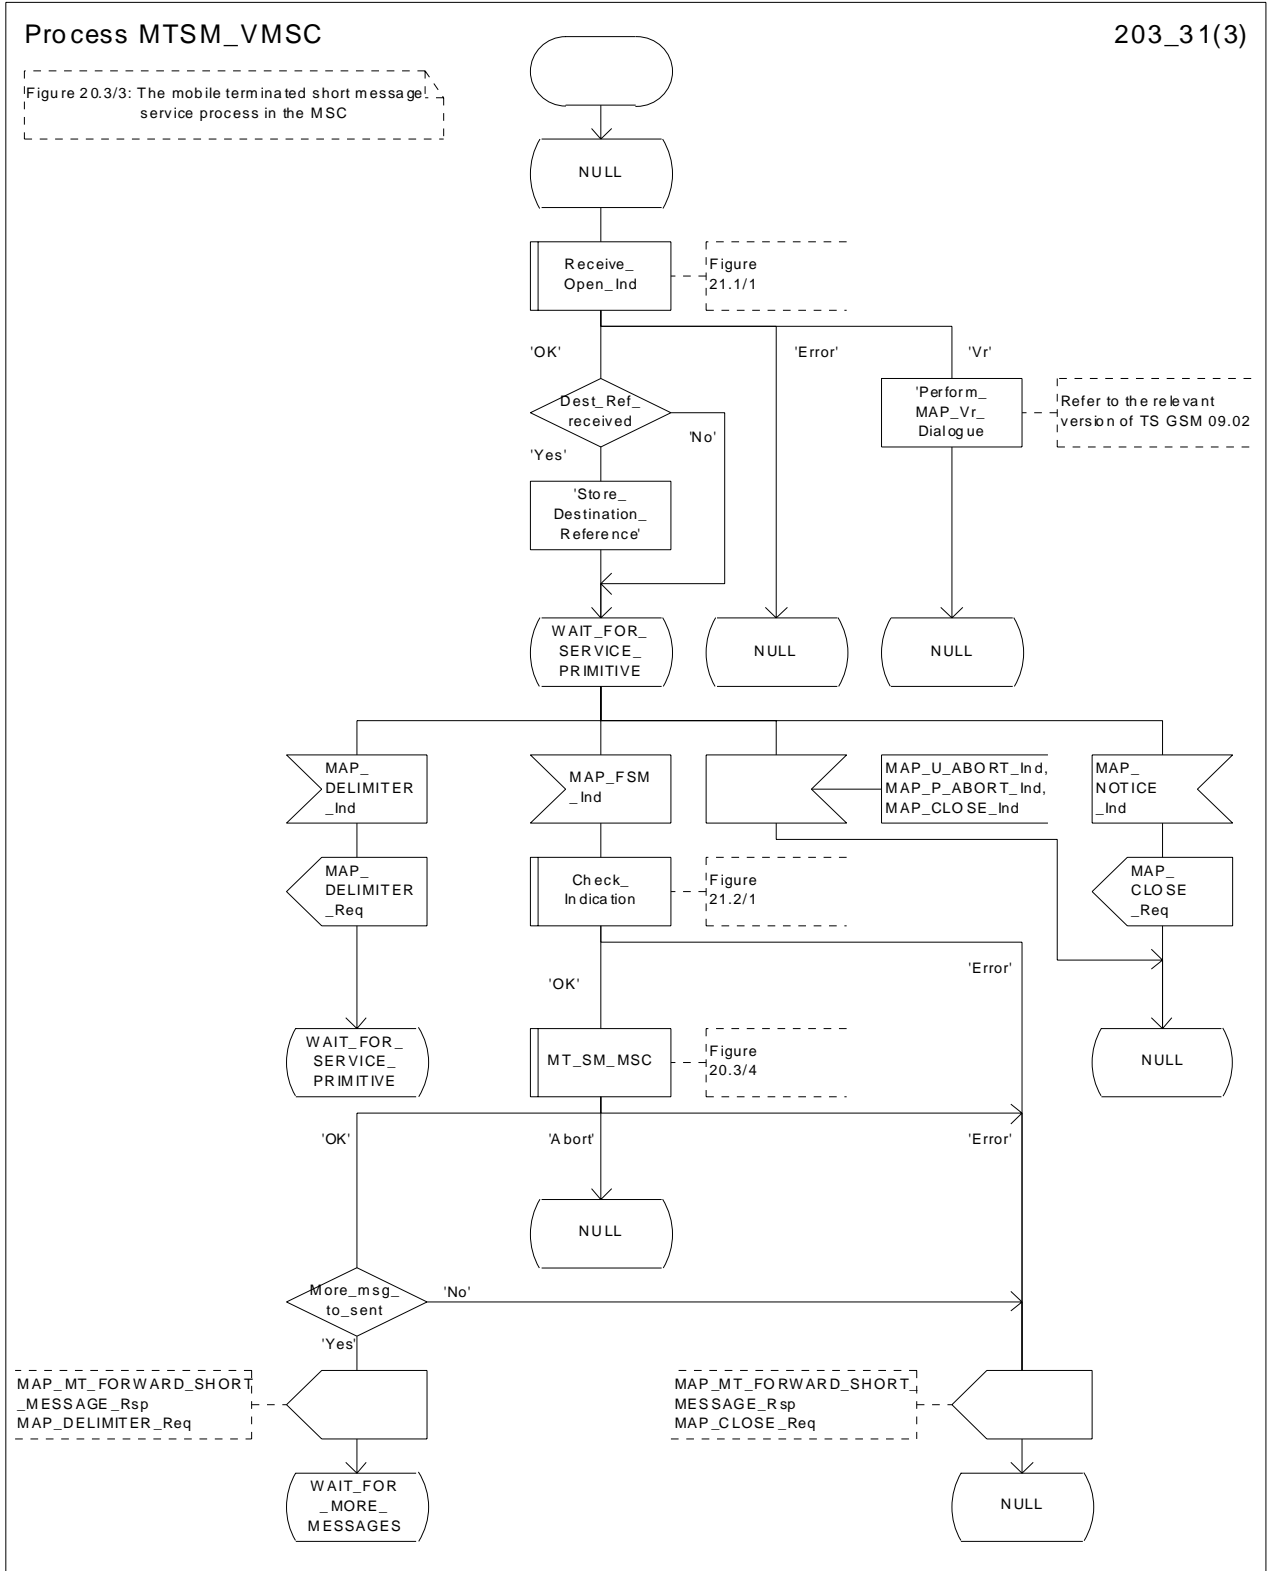 Process MTSM_VMSC
203_31(3)
Figure 20.3/3: The mobile terminated short message
service process in the MSC
NULL
Receive_
Open_Ind
Figure
21.1/1
'OK'
'Error'
'Vr'
Dest_Ref_
received
'No'
'Yes'
'Perform_
MAP_Vr_
Dialogue
Refer to the relevant
version of TS GSM 09.02
'Store_
Destination_
Reference'
WAIT_FOR_
SERVICE_
PRIMITIVE
NULL
NULL
MAP_
DELIMITER
_Ind
MAP_FSM
_Ind
MAP_U_ABORT_Ind,
MAP_P_ABORT_Ind,
MAP_CLOSE_Ind
MAP_
NOTICE
_Ind
MAP_
DELIMITER
_Req
Check_
Indication
Figure
21.2/1
MAP_
CLOSE
_Req
'OK'
'Error'
WAIT_FOR_
SERVICE_
PRIMITIVE
MT_SM_MSC
Figure
20.3/4
NULL
'OK'
'Abort'
'Error'
NULL
More_msg_
to_sent
'No'
'Yes'
MAP_MT_FORWARD_SHORT
_MESSAGE_Rsp
MAP_DELIMITER_Req
MAP_MT_FORWARD_SHORT_
MESSAGE_Rsp
MAP_CLOSE_Req
WAIT_FOR
_MORE_
MESSAGES
NULL